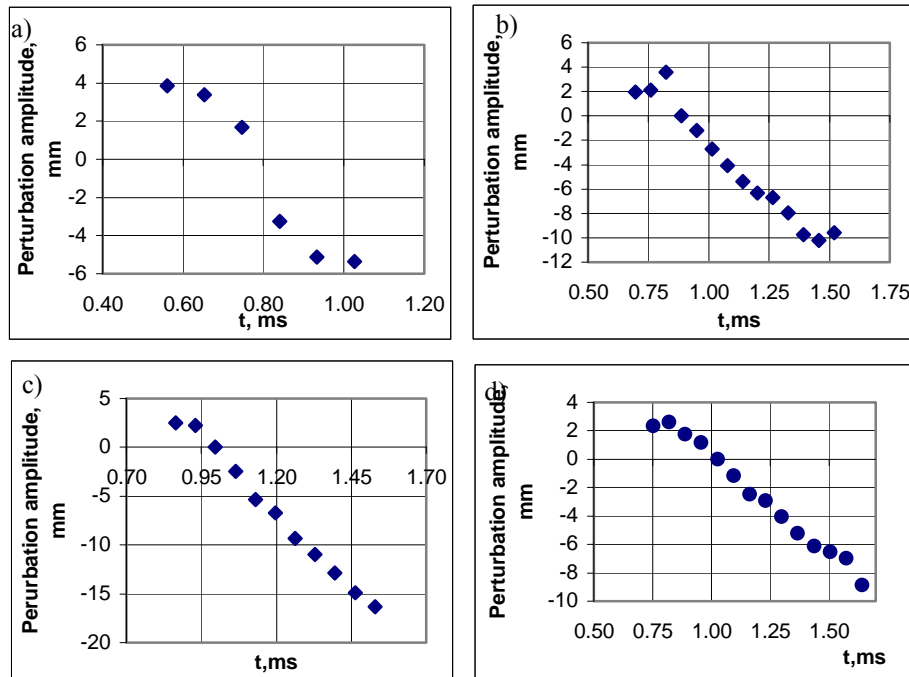 a)
Perturbation amplitude,
mm
6
4
2
0
-2
-4
-6
0.40 0.60 0.80 1.00 1.20
t, ms
b)
Perturbation amplitude,
mm
6
4
2
0
-2
-4
-6
-8
-10
-12
0.50 0.75 1.00 1.25 1.50 1.75
t,ms
c)
Perurbation amplitude,
mm
5
0
-5
-10
-15
-20
0.70 0.95 1.20 1.45 1.70
t,ms
d)
Perturbation amplitude,
mm
4
2
0
-2
-4
-6
-8
-10
0.50 0.75 1.00 1.25 1.50
t,ms